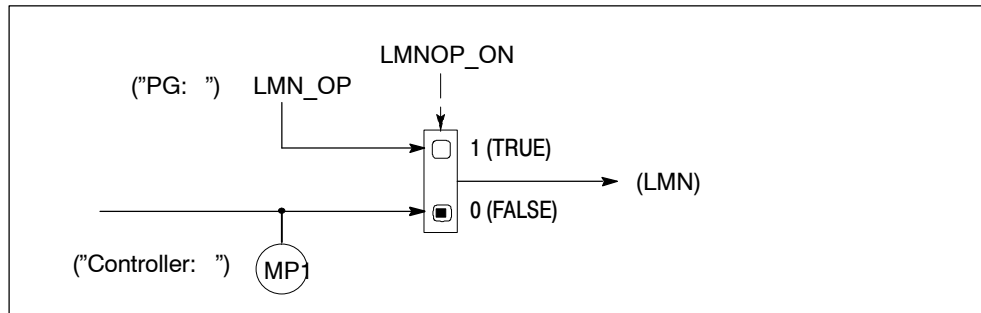 LMNOP_ON
(”PG:   ”)   LMN_OP
1 (TRUE)
(LMN)
0 (FALSE)
(”Controller:   ”)   MP1